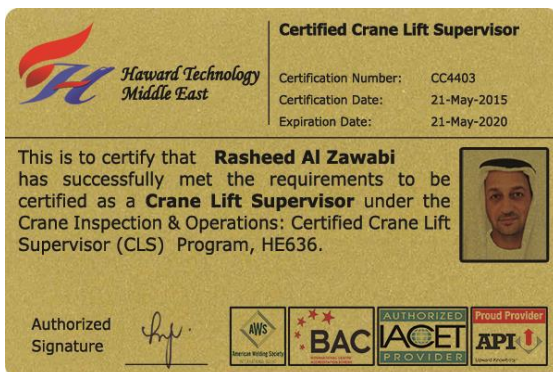 Haward Technology
Middle East
Certified Crane Lift Supervisor
Certification Number: CC4403
Certification Date: 21-May-2015
Expiration Date: 21-May-2020
This is to certify that Rasheed Al Zawabi
has successfully met the requirements to be
certified as a Crane Lift Supervisor under the
Crane Inspection & Operations: Certified Crane Lift
Supervisor (CLS) Program, HE636.
Authorized
Signature
AWS
American Welding Society
BAC
AUTHORIZED
IACET
PROVIDER
Proud Provider
API